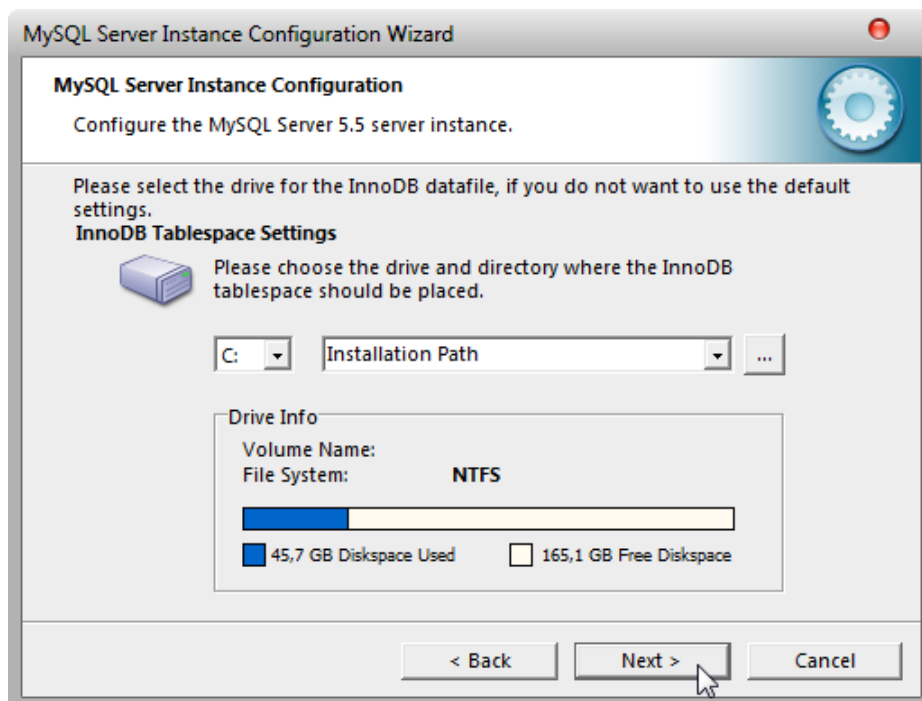 MySQL Server Instance Configuration Wizard
MySQL Server Instance Configuration
Configure the MySQL Server 5.5 server instance.
Please select the drive for the InnoDB datafile, if you do not want to use the default
settings.
InnoDB Tablespace Settings
Please choose the drive and directory where the InnoDB
tablespace should be placed.
C:
Installation Path
...
Drive Info
Volume Name:
File System: NTFS
45,7 GB Diskspace Used
165,1 GB Free Diskspace
< Back
Next >
Cancel